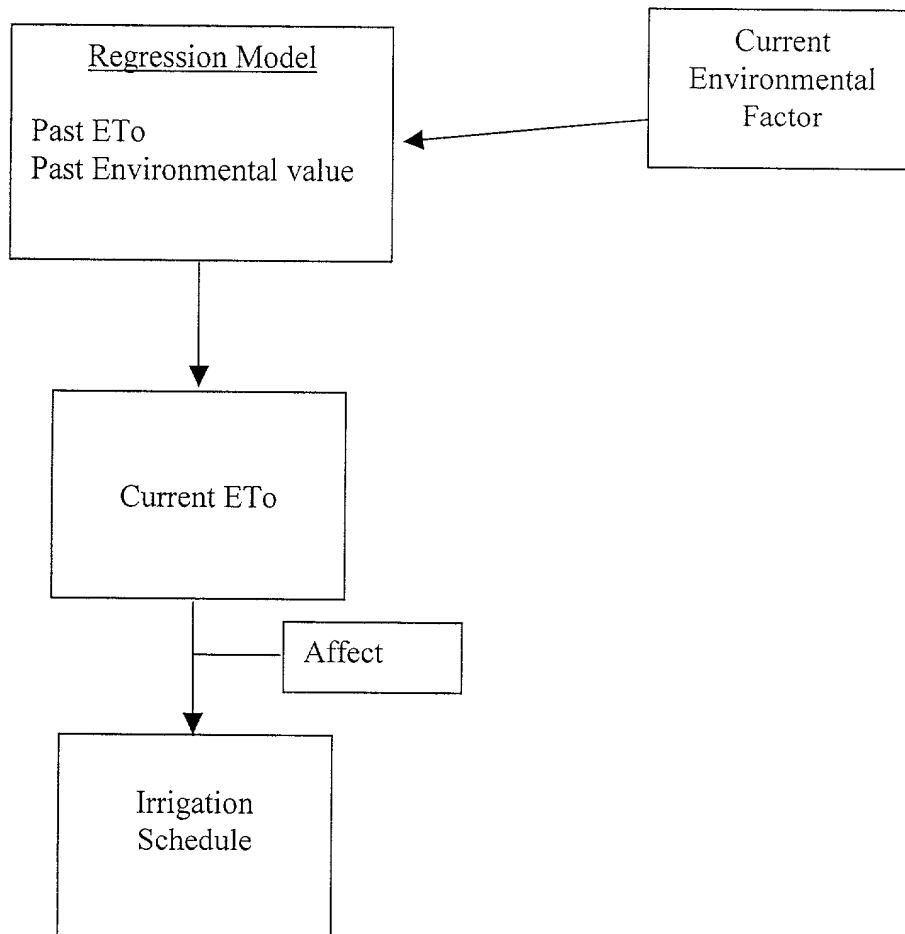 Regression Model
Past ETo
Past Environmental value
Current
Environmental
Factor
Current ETo
Affect
Irrigation
Schedule